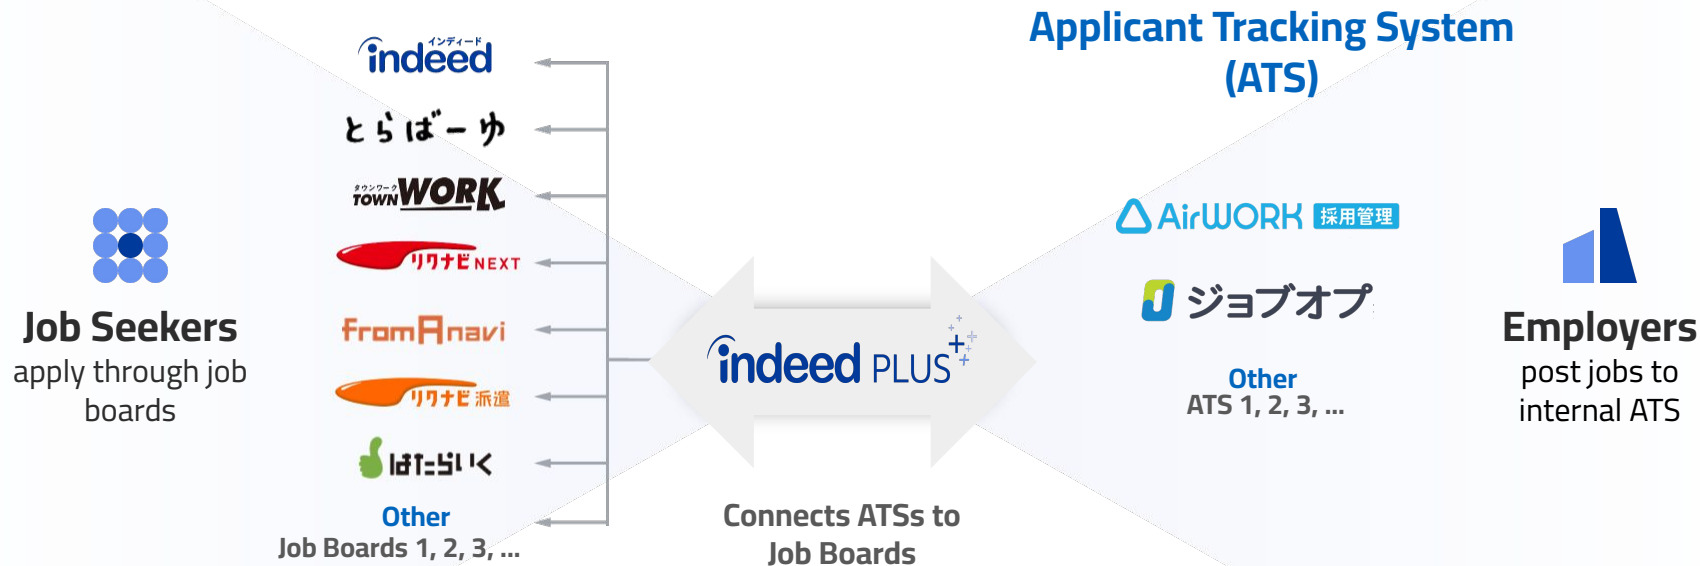 Applicant Tracking System
(ATS)
インディード
indeed
とらばーゆ
タウンワーク
TOWN WORK
リクナビ NEXT
fromA navi
リクナビ 派遣
はたらいく
Other
Job Boards 1, 2, 3, ...
Job Seekers
apply through job
boards
indeed PLUS
Connects ATSs to
Job Boards
AirWORK 採用管理
ジョブオプ
Other
ATS 1, 2, 3, ...
Employers
post jobs to
internal ATS